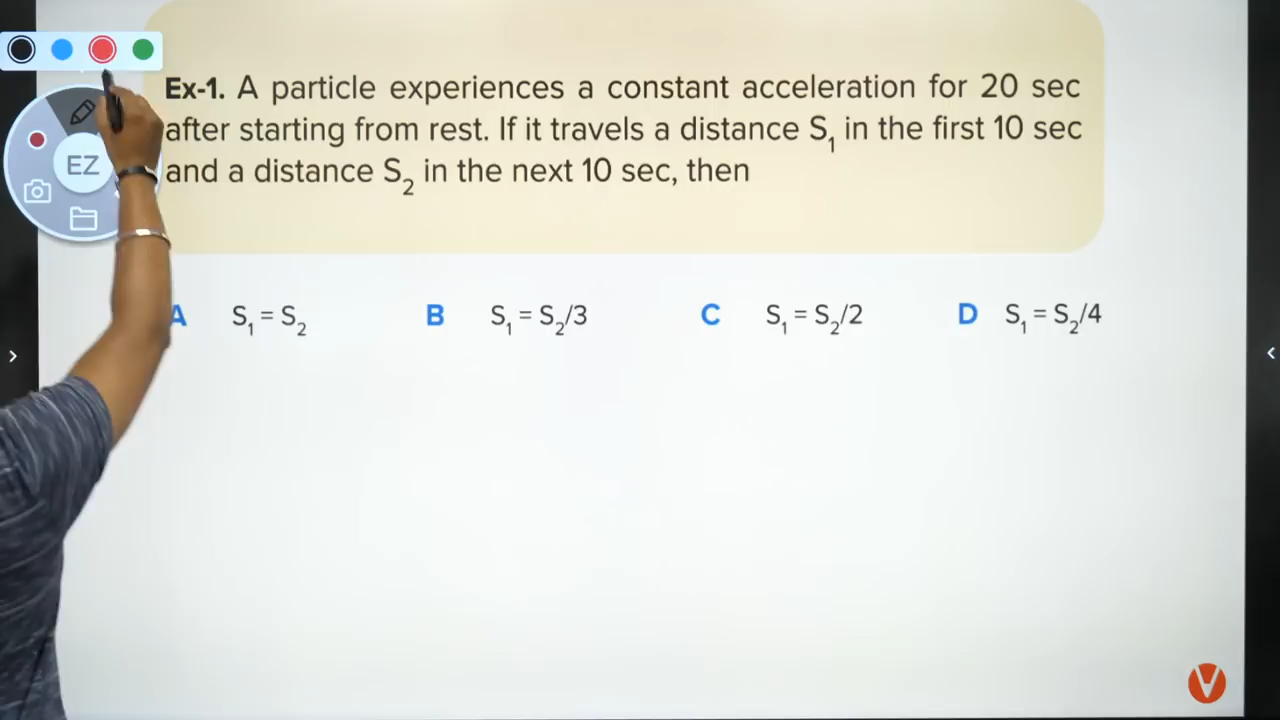 EZ
Ex-1. A particle experiences a constant acceleration for 20 sec
after starting from rest. If it travels a distance S₁ in the first 10 sec
and a distance S₂ in the next 10 sec, then
A S₁ = S₂ B S₁ = S₂/3 C S₁ = S₂/2 D S₁ = S₂/4